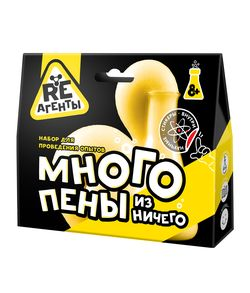 RE
АГЕНТЫ
8+
НАБОР ДЛЯ
ПРОВЕДЕНИЯ ОПЫТОВ
МНОГО
ПЕНЫ
ИЗ
НИЧЕГО